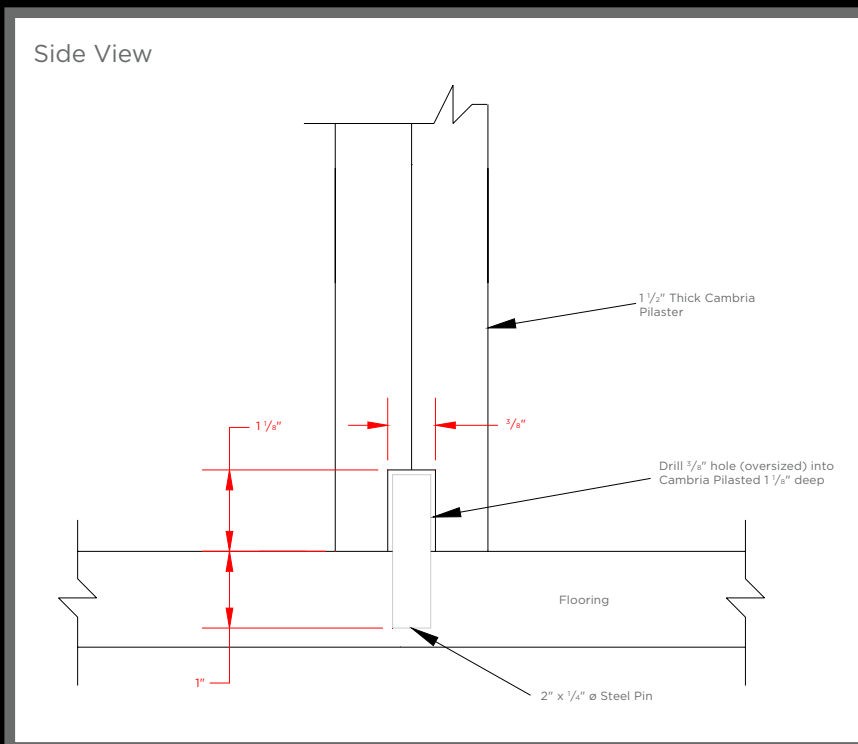 Side View
1 1/2" Thick Cambria
Pilaster
1 1/8"
3/8"
Drill 3/8" hole (oversized) into
Cambria Pilasted 1 1/8" deep
Flooring
1"
2" x 1/4" ø Steel Pin